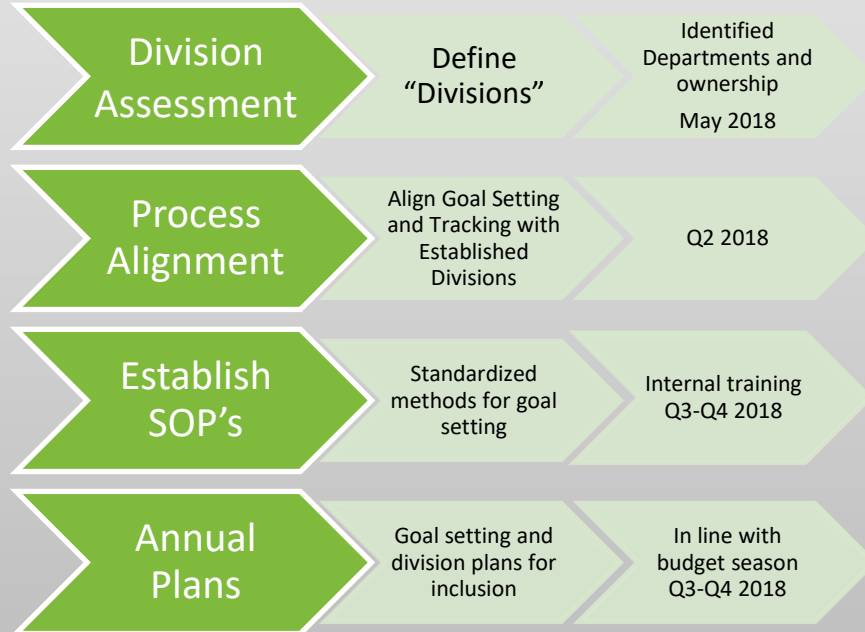 Division
Assessment
Define
“Divisions”
Identified
Departments and
ownership
May 2018
Process
Alignment
Align Goal Setting
and Tracking with
Established
Divisions
Q2 2018
Establish
SOP’s
Standardized
methods for goal
setting
Internal training
Q3-Q4 2018
Annual
Plans
Goal setting and
division plans for
inclusion
In line with
budget season
Q3-Q4 2018